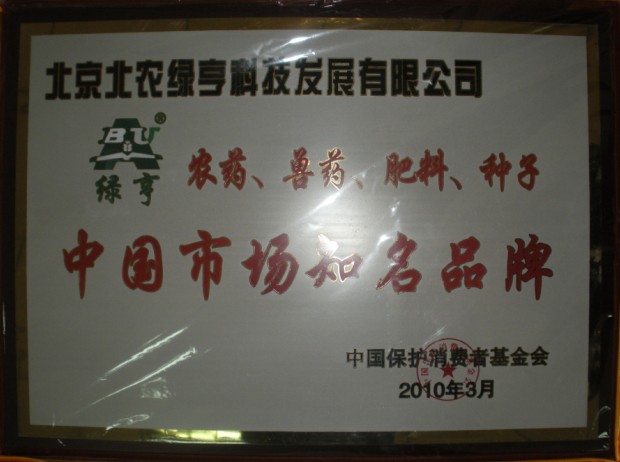 北京北农绿亨科技发展有限公司
BU®
绿亨
农药、兽药、肥料、种子
中国市场知名品牌
中国保护消费者基金会
2010年3月